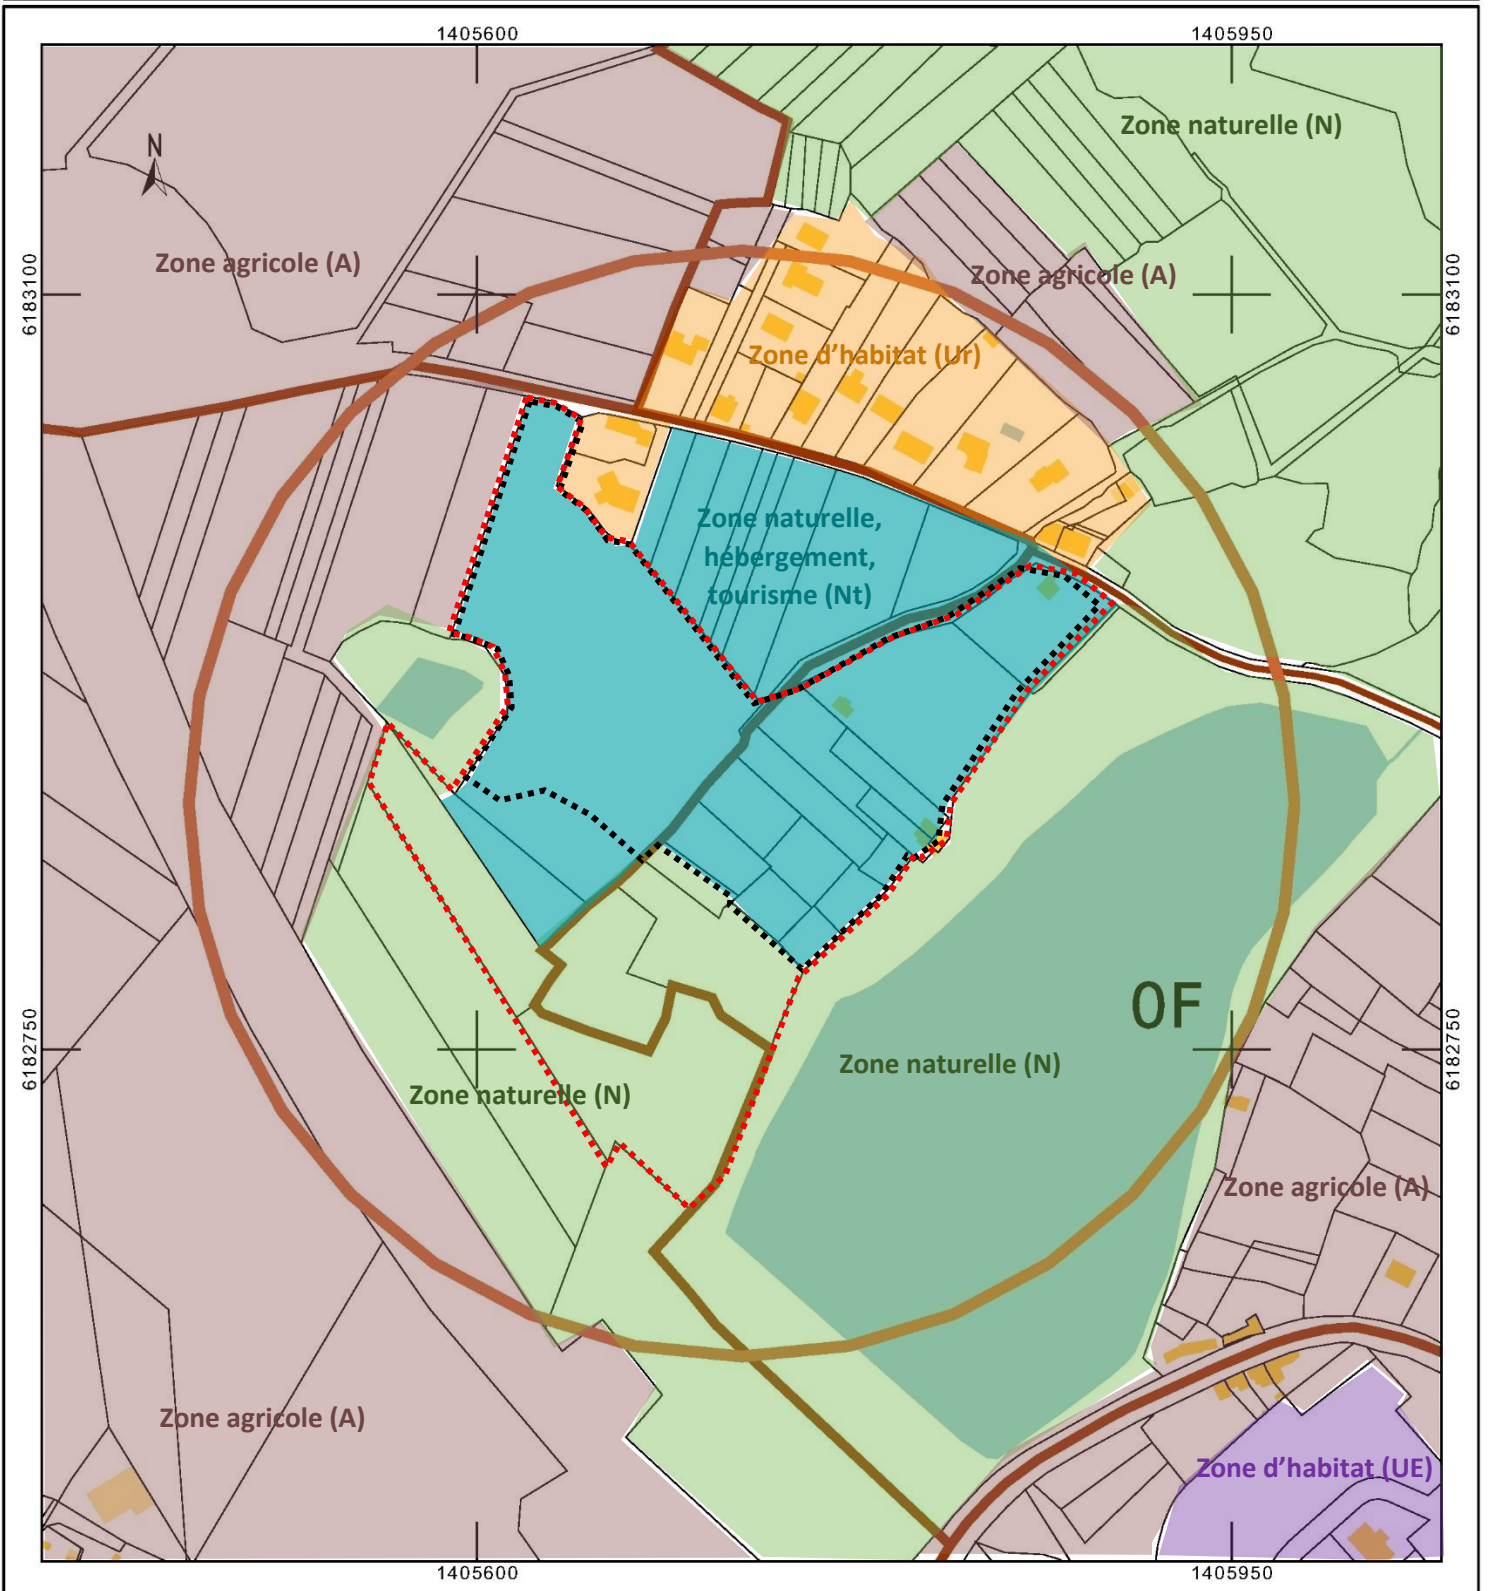 1405600
1405950
Zone naturelle (N)
N
Zone agricole (A)
Zone agricole (A)
6183100
6183100
Zone d'habitat (Ur)
Zone naturelle,
hébergement,
tourisme (Nt)
0F
6182750
6182750
Zone naturelle (N)
Zone naturelle (N)
Zone agricole (A)
Zone agricole (A)
Zone d'habitat (UE)
1405600
1405950